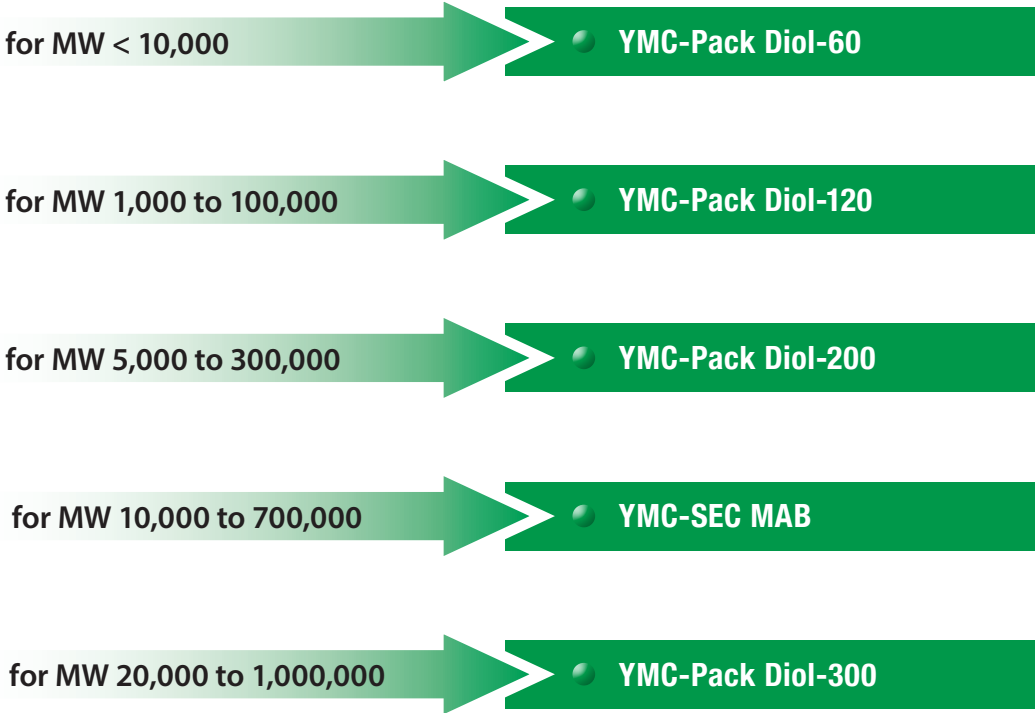 for MW < 10,000
YMC-Pack Diol-60
for MW 1,000 to 100,000
YMC-Pack Diol-120
for MW 5,000 to 300,000
YMC-Pack Diol-200
for MW 10,000 to 700,000
YMC-SEC MAB
for MW 20,000 to 1,000,000
YMC-Pack Diol-300